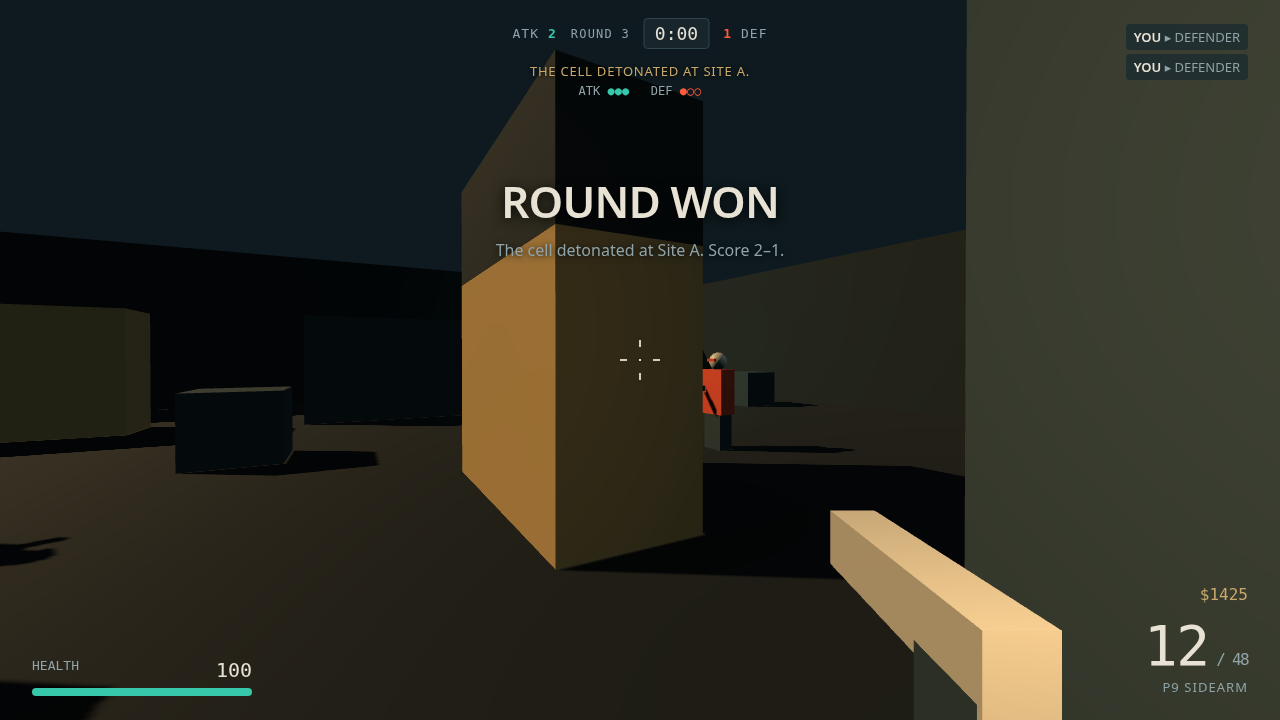 ATK 2 ROUND 3 0:00 1 DEF
THE CELL DETONATED AT SITE A.
ATK DEF
YOU ▸ DEFENDER
YOU ▸ DEFENDER
ROUND WON
The cell detonated at Site A. Score 2–1.
HEALTH 100
$1425
12 / 48
P9 SIDEARM